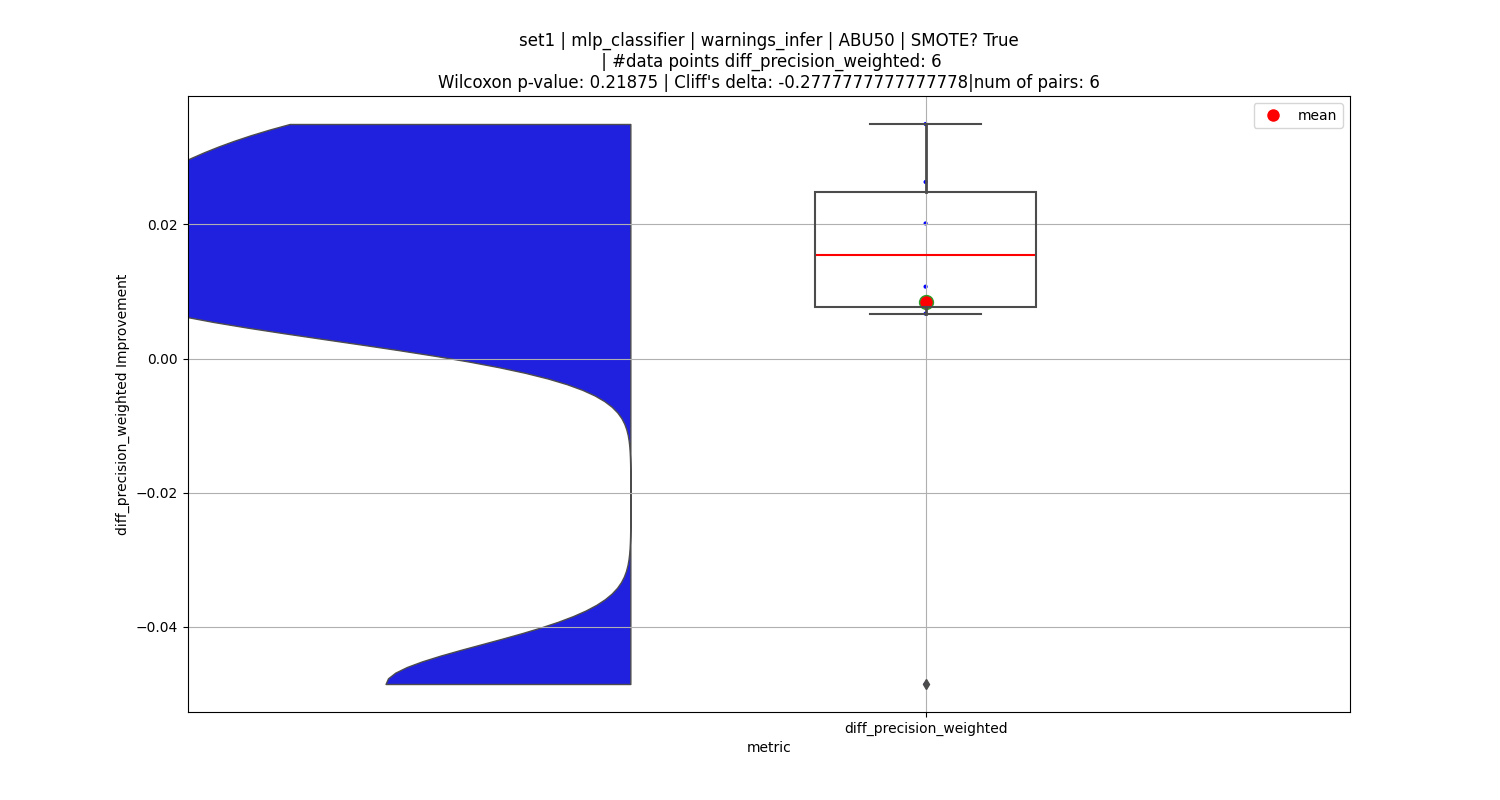 set1 | mlp_classifier | warnings_infer | ABU50 | SMOTE? True
| #data points diff_precision_weighted: 6
Wilcoxon p-value: 0.21875 | Cliff's delta: -0.2777777777777778|num of pairs: 6
mean
0.02
0.00
−0.02
−0.04
diff_precision_weighted Improvement
diff_precision_weighted
metric